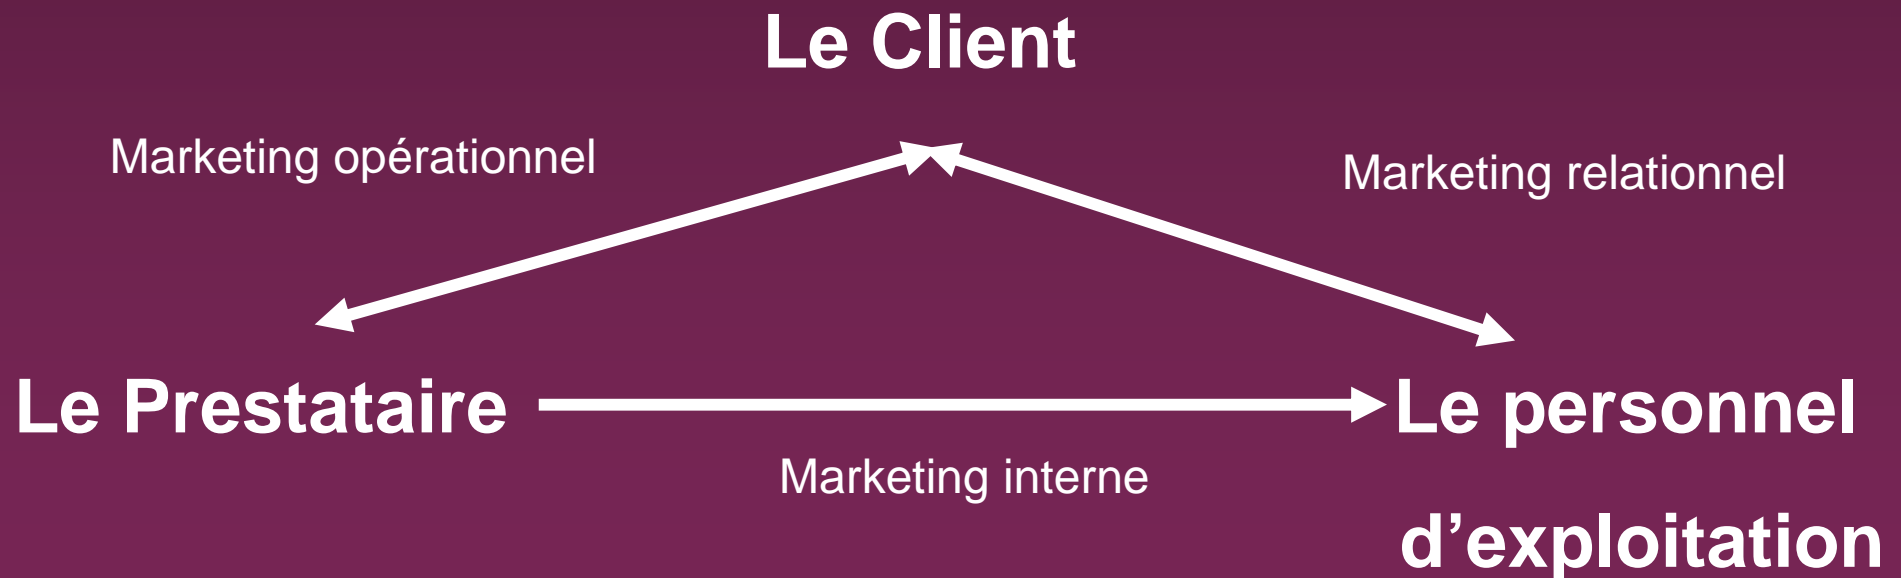 Le Client
Marketing opérationnel
Marketing relationnel
Le Prestataire
Le personnel
Marketing interne
d’exploitation